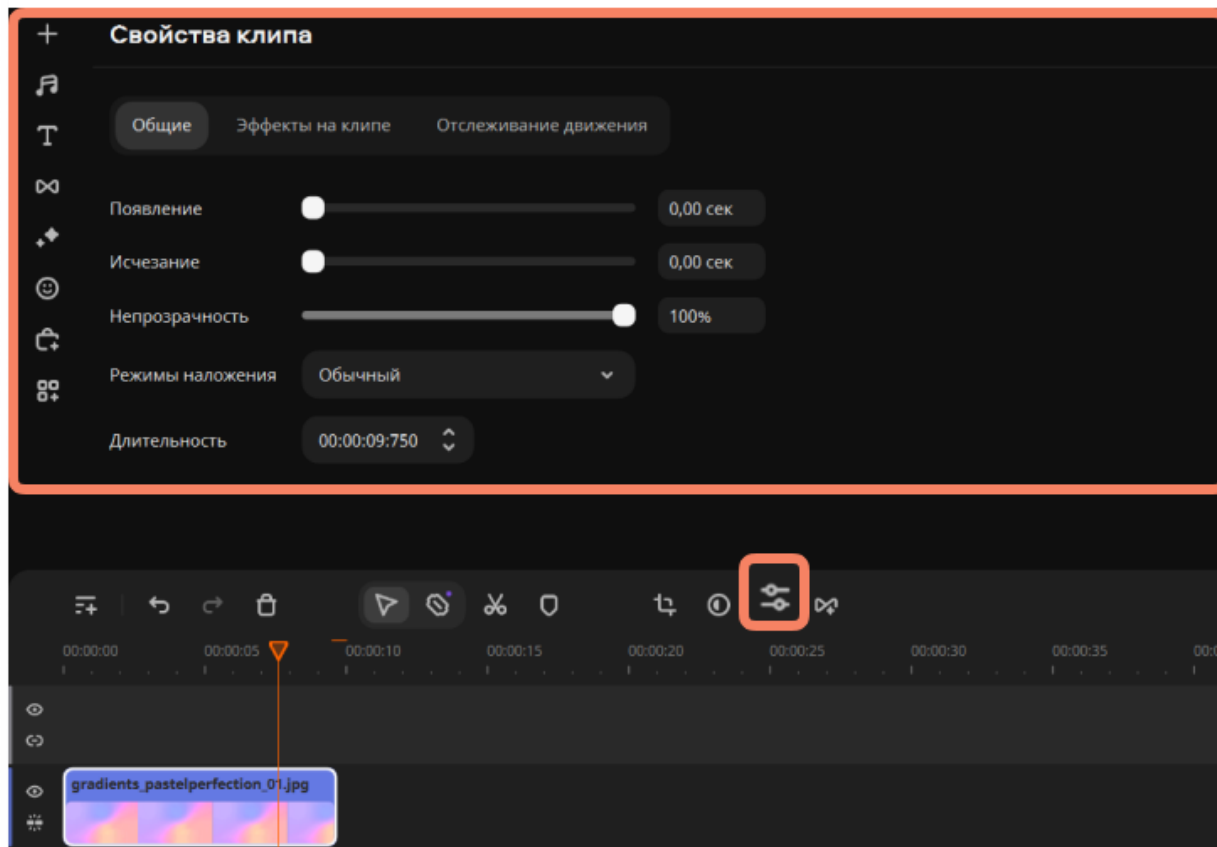 Свойства клипа
Общие Эффекты на клипе Отслеживание движения
Появление 0,00 сек
Исчезание 0,00 сек
Непрозрачность 100%
Режимы наложения Обычный
Длительность 00:00:09:750
00:00:00 00:00:05 00:00:10 00:00:15 00:00:20 00:00:25 00:00:30 00:00:35
gradients_pastelperfection_01.jpg